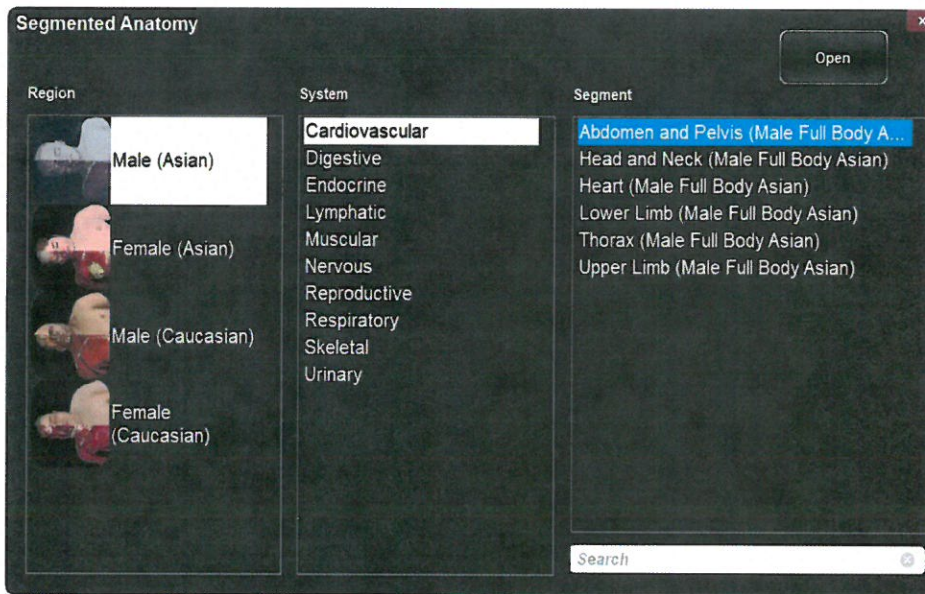 Segmented Anatomy
x
Open
Region
System
Segment
Male (Asian)
Female (Asian)
Male (Caucasian)
Female
(Caucasian)
Cardiovascular
Digestive
Endocrine
Lymphatic
Muscular
Nervous
Reproductive
Respiratory
Skeletal
Urinary
Abdomen and Pelvis (Male Full Body A...
Head and Neck (Male Full Body Asian)
Heart (Male Full Body Asian)
Lower Limb (Male Full Body Asian)
Thorax (Male Full Body Asian)
Upper Limb (Male Full Body Asian)
Search